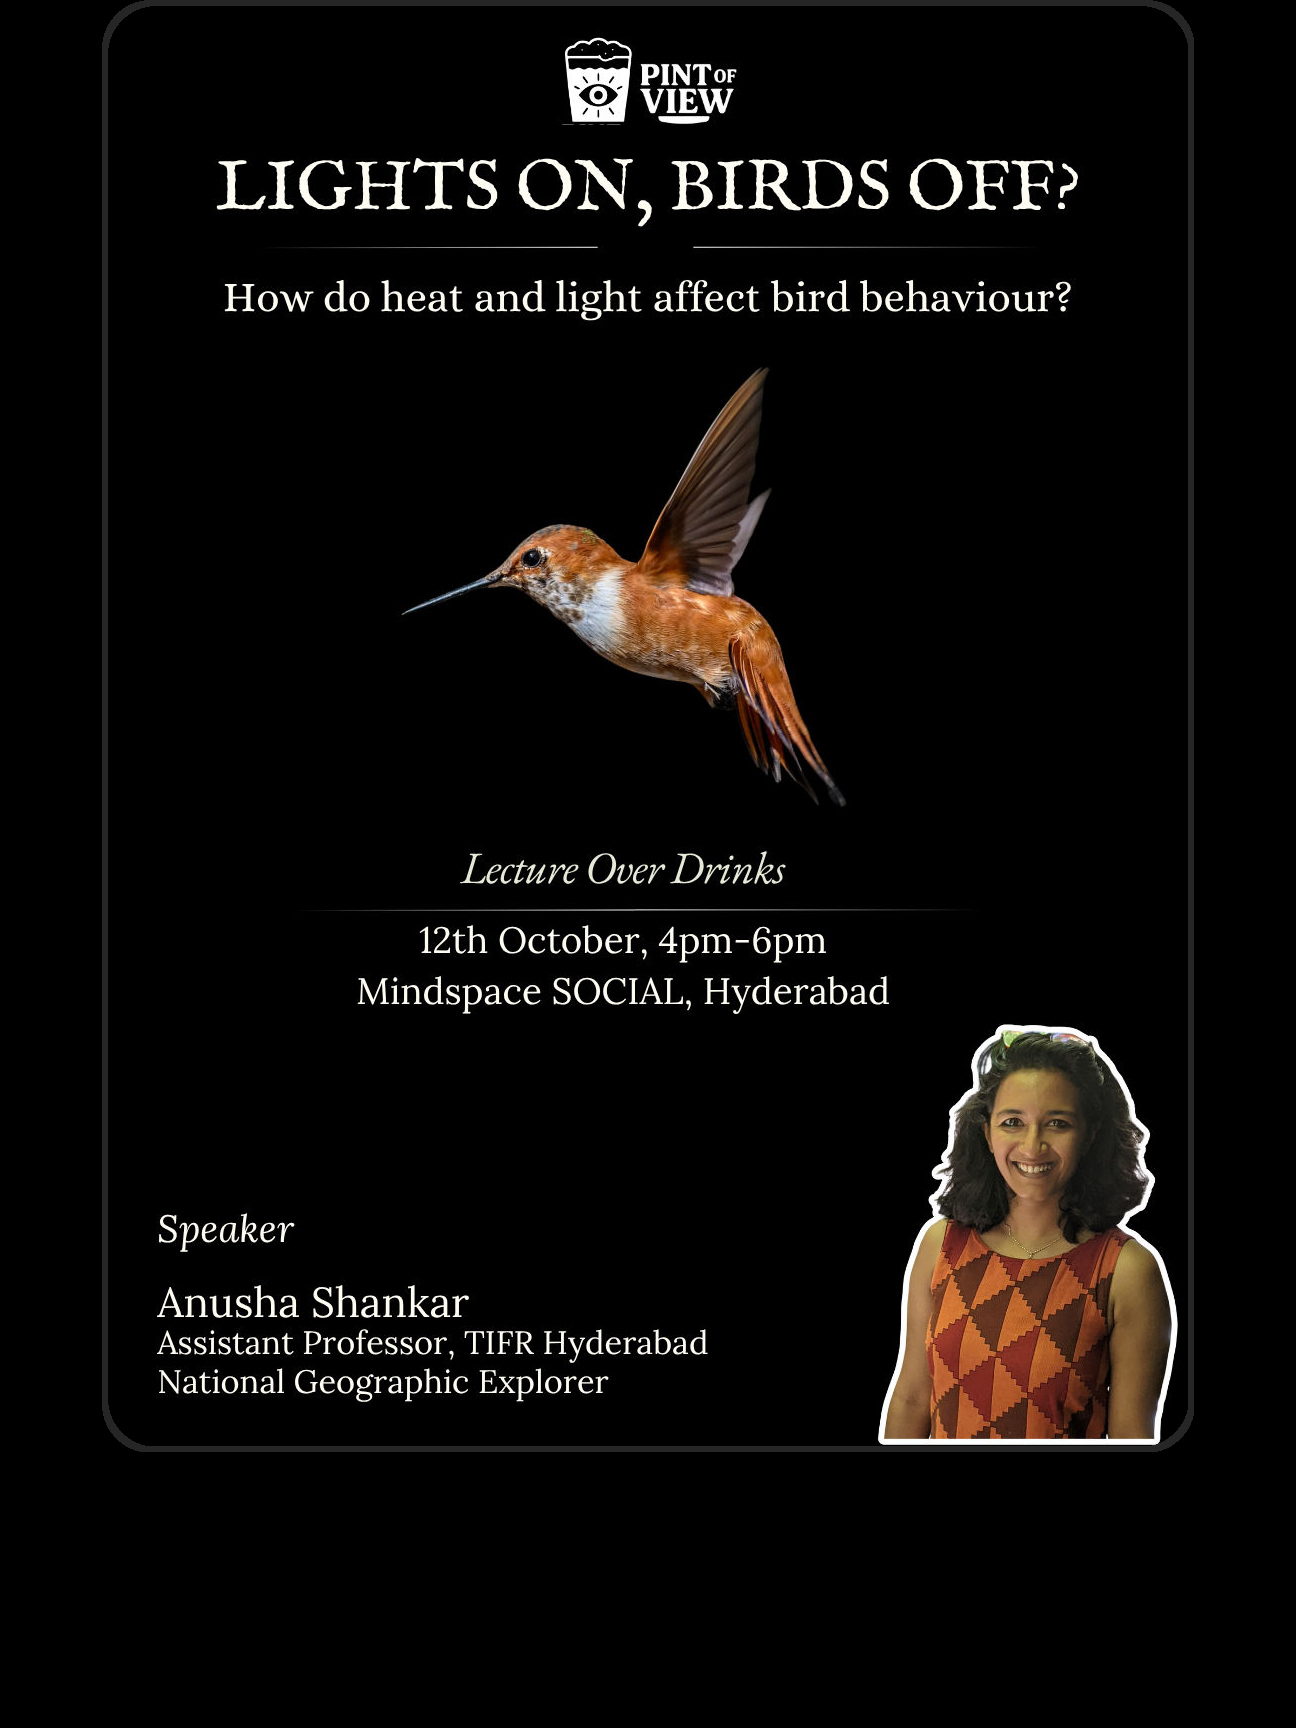 PINT OF
VIEW
LIGHTS ON, BIRDS OFF?
How do heat and light affect bird behaviour?
Lecture Over Drinks
12th October, 4pm-6pm
Mindspace SOCIAL, Hyderabad
Speaker
Anusha Shankar
Assistant Professor, TIFR Hyderabad
National Geographic Explorer